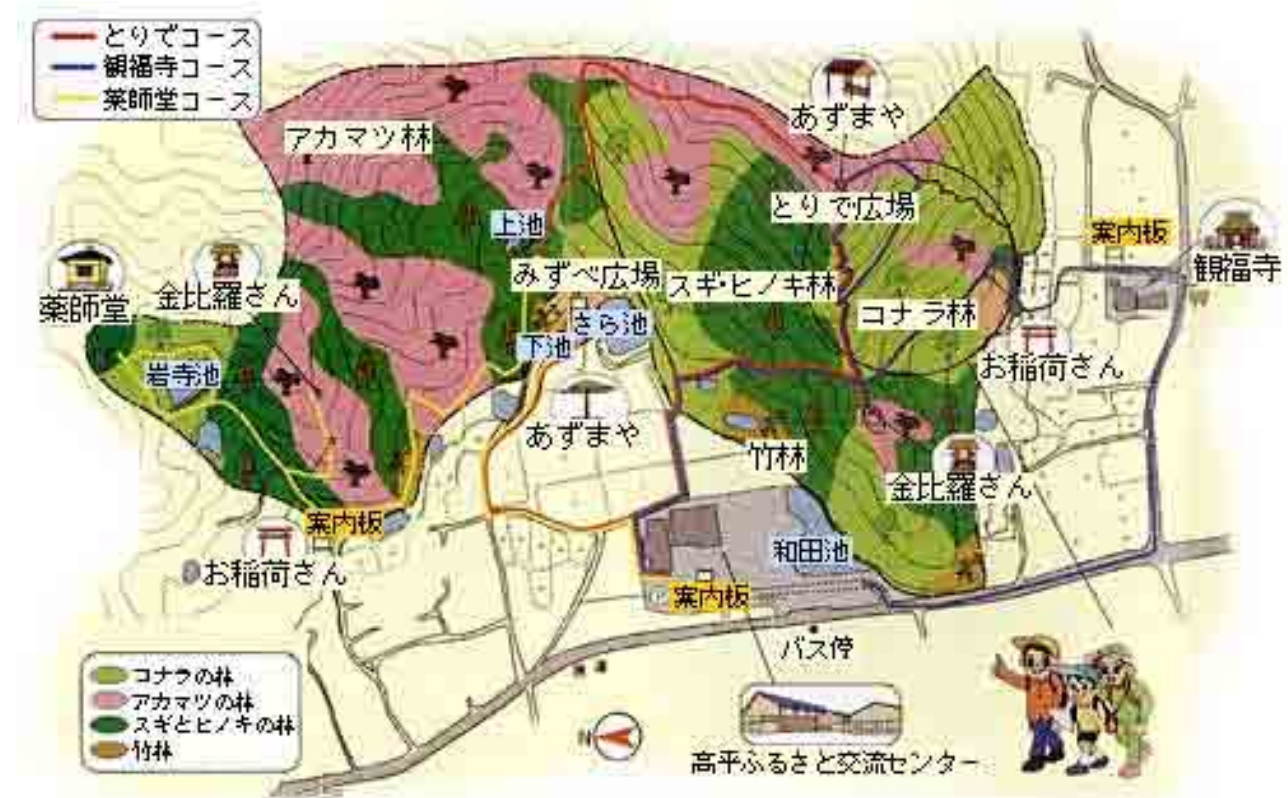 とりでコース
観福寺コース
薬師堂コース
あずまや
アカマツ林
とりで広場
上池
案内板
観福寺
みずべ広場
スギ・ヒノキ林
薬師堂
金比羅さん
さら池
コナラ林
下池
岩寺池
お稲荷さん
あずまや
竹林
金比羅さん
案内板
和田池
お稲荷さん
案内板
P
バス停
コナラの林
アカマツの林
スギとヒノキの林
竹林
N
高平ふるさと交流センター